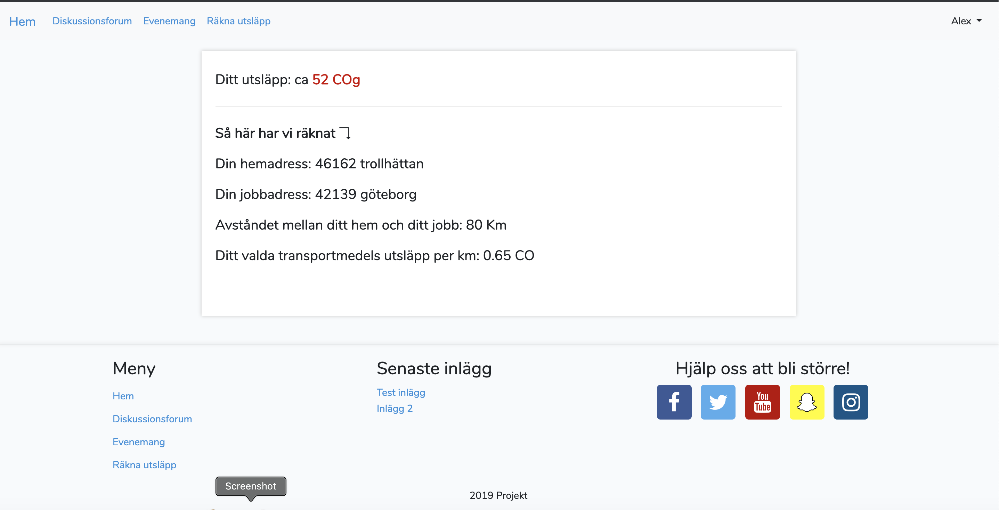 Hem Diskussionsforum Evenemang Räkna utsläpp Alex
Ditt utsläpp: ca 52 COg
Så här har vi räknat
Din hemadress: 46162 trollhättan
Din jobbadress: 42139 göteborg
Avståndet mellan ditt hem och ditt jobb: 80 Km
Ditt valda transportmedels utsläpp per km: 0.65 CO
Meny
Hem
Diskussionsforum
Evenemang
Räkna utsläpp
Senaste inlägg
Test inlägg
Inlägg 2
Hjälp oss att bli större!
You
Tube
Screenshot
2019 Projekt